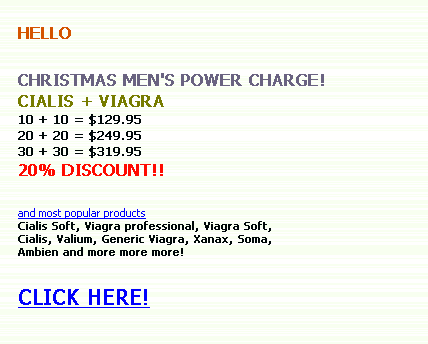 HELLO
CHRISTMAS MEN'S POWER CHARGE!
CIALIS + VIAGRA
10 + 10 = $129.95
20 + 20 = $249.95
30 + 30 = $319.95
20% DISCOUNT!!
and most popular products
Cialis Soft, Viagra professional, Viagra Soft,
Cialis, Valium, Generic Viagra, Xanax, Soma,
Ambien and more more more!
CLICK HERE!